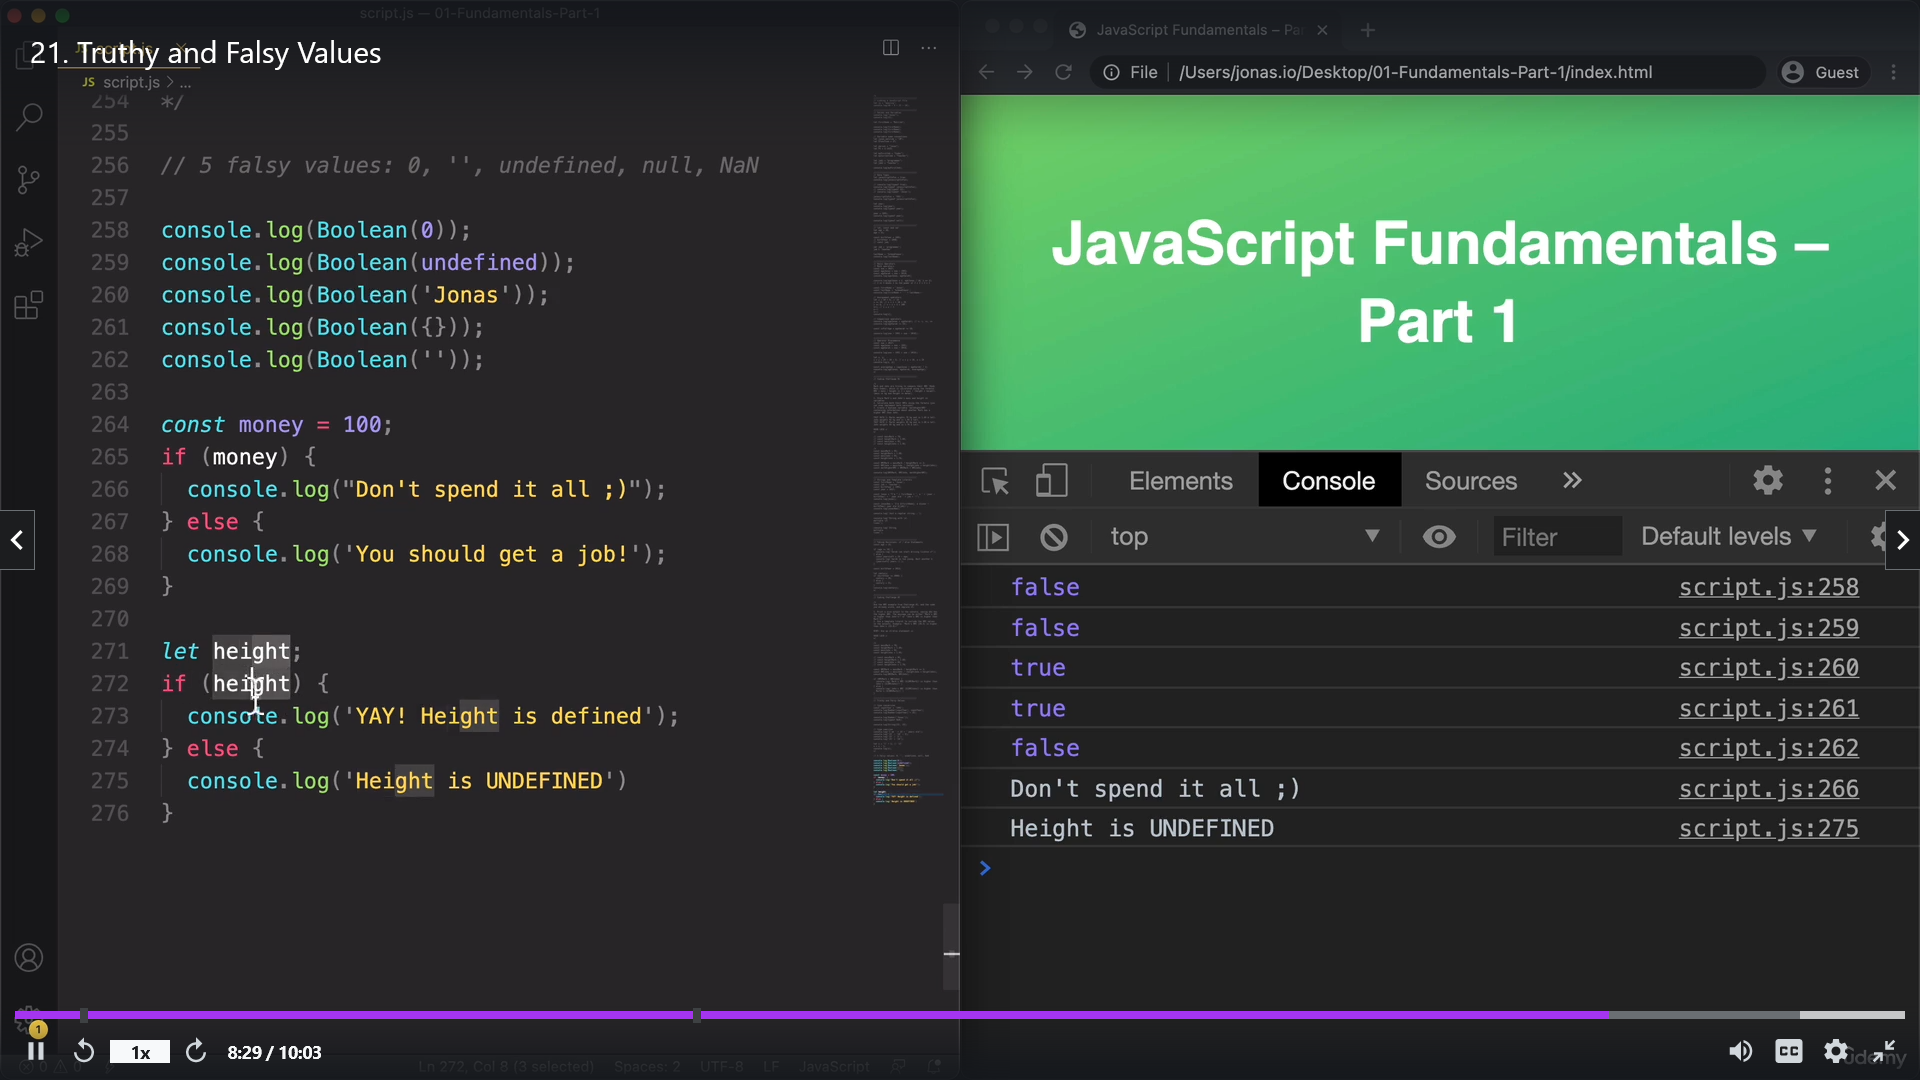 script.js — 01-Fundamentals-Part-1
21. Truthy and Falsy Values
JS script.js > ...
254 */
255
256 // 5 falsy values: 0, '', undefined, null, NaN
257
258 console.log(Boolean(0));
259 console.log(Boolean(undefined));
260 console.log(Boolean('Jonas'));
261 console.log(Boolean({}));
262 console.log(Boolean(''));
263
264 const money = 100;
265 if (money) {
266 console.log("Don't spend it all ;)");
267 } else {
268 console.log('You should get a job!');
269 }
270
271 let height;
272 if (height) {
273 console.log('YAY! Height is defined');
274 } else {
275 console.log('Height is UNDEFINED')
276 }
Ln 272, Col 8 (3 selected) Spaces: 2 UTF-8 LF JavaScript
JavaScript Fundamentals – Pa
File | /Users/jonas.io/Desktop/01-Fundamentals-Part-1/index.html Guest
JavaScript Fundamentals –
Part 1
Elements Console Sources »
top Filter Default levels
false script.js:258
false script.js:259
true script.js:260
true script.js:261
false script.js:262
Don't spend it all ;) script.js:266
Height is UNDEFINED script.js:275
>
1
1x 8:29 / 10:03 CC
udemy